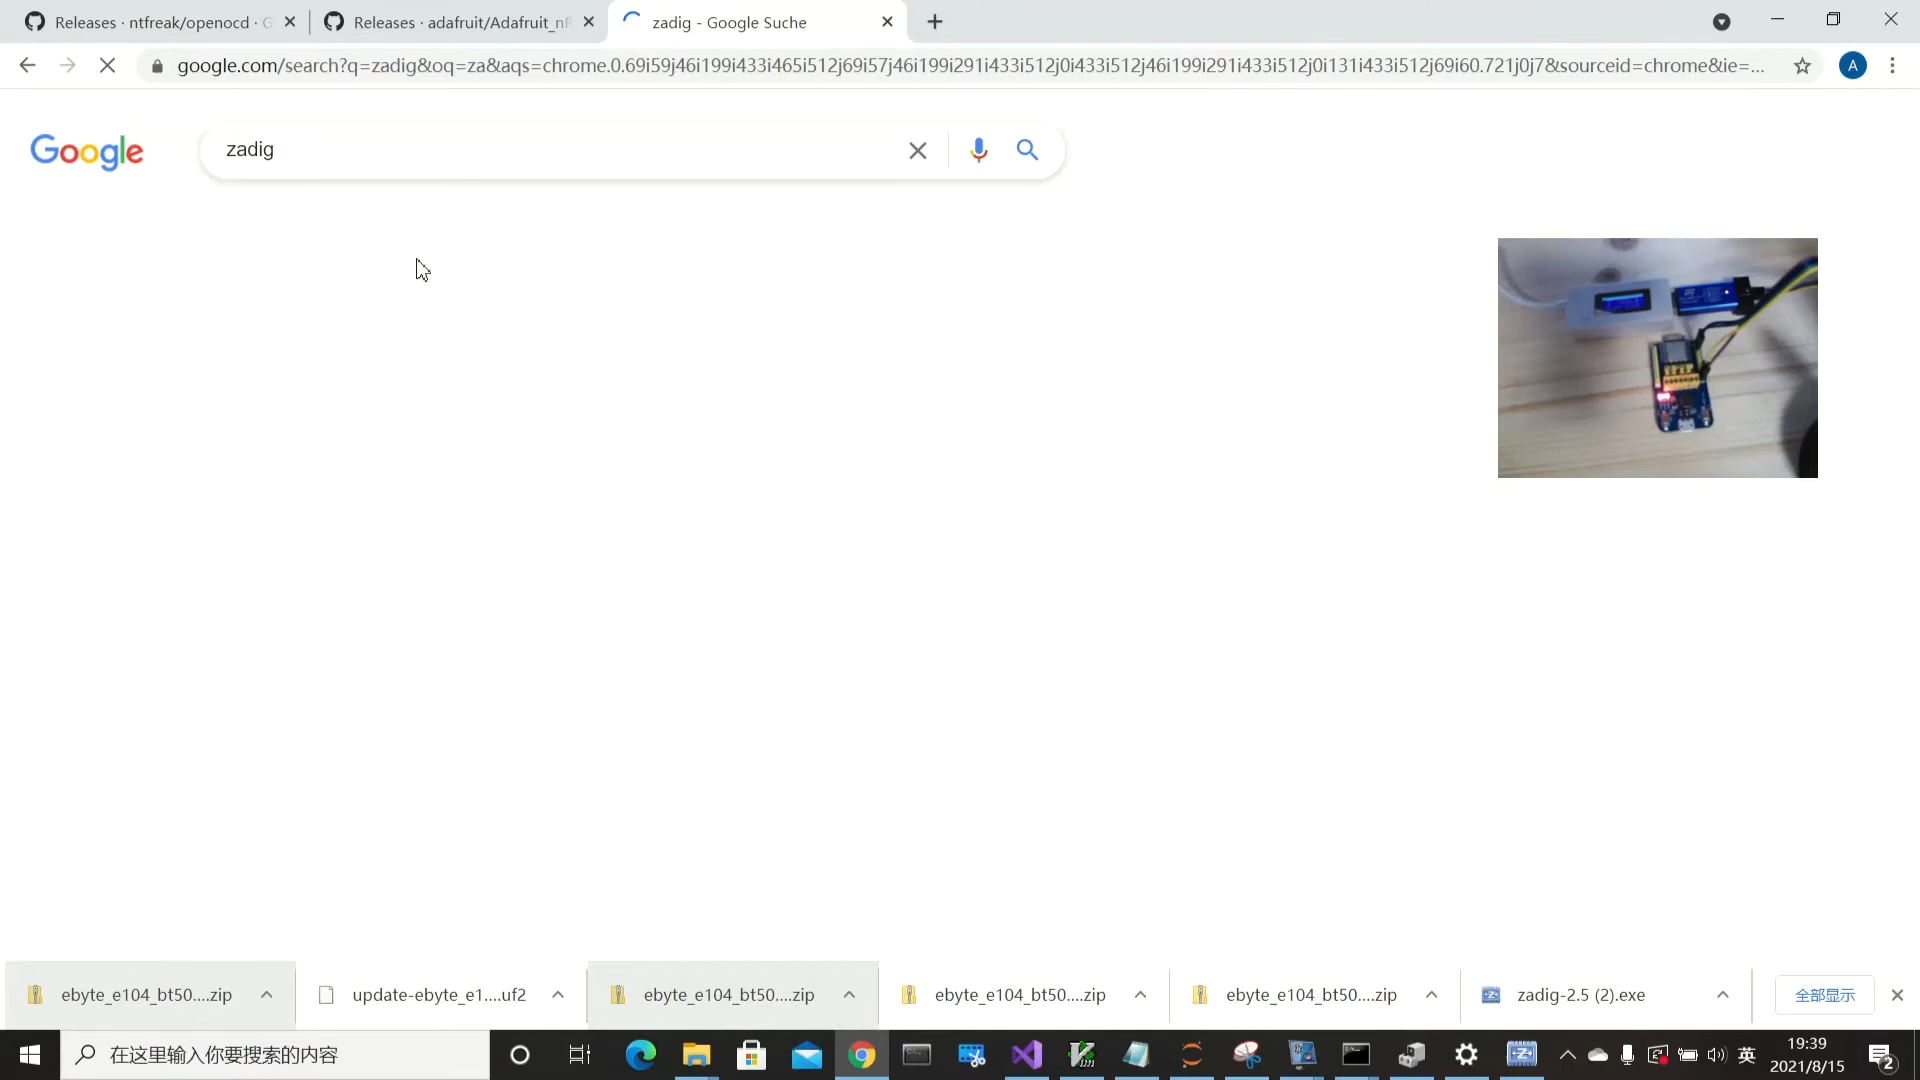 Releases · ntfreak/openocd · G
Releases · adafruit/Adafruit_nR
zadig - Google Suche
google.com/search?q=zadig&oq=za&aqs=chrome.0.69i59j46i199i433i465i512j69i57j46i199i291i433i512j0i433i512j46i199i291i433i512j0i131i433i512j69i60.721j0j7&sourceid=chrome&ie=...
A
Google
zadig
ebyte_e104_bt50....zip
update-ebyte_e1....uf2
ebyte_e104_bt50....zip
ebyte_e104_bt50....zip
ebyte_e104_bt50....zip
zadig-2.5 (2).exe
全部显示
在这里输入你要搜索的内容
英
19:39
2021/8/15
2